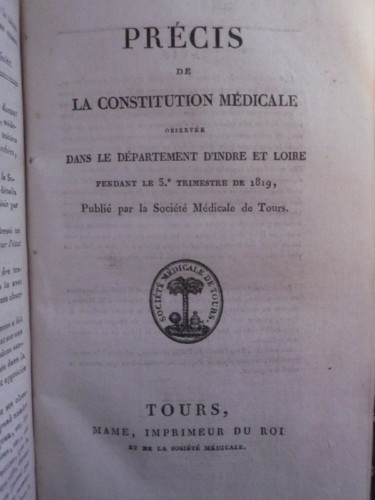 PRÉCIS
DE
LA CONSTITUTION MÉDICALE
OBSERVÉE
DANS LE DÉPARTEMENT D'INDRE ET LOIRE
PENDANT LE 3.e TRIMESTRE DE 1819,
Publié par la Société Médicale de Tours.
SOCIÉTÉ MÉDICALE DE TOURS.
TOURS,
MAME, IMPRIMEUR DU ROI
ET DE LA SOCIÉTÉ MÉDICALE.